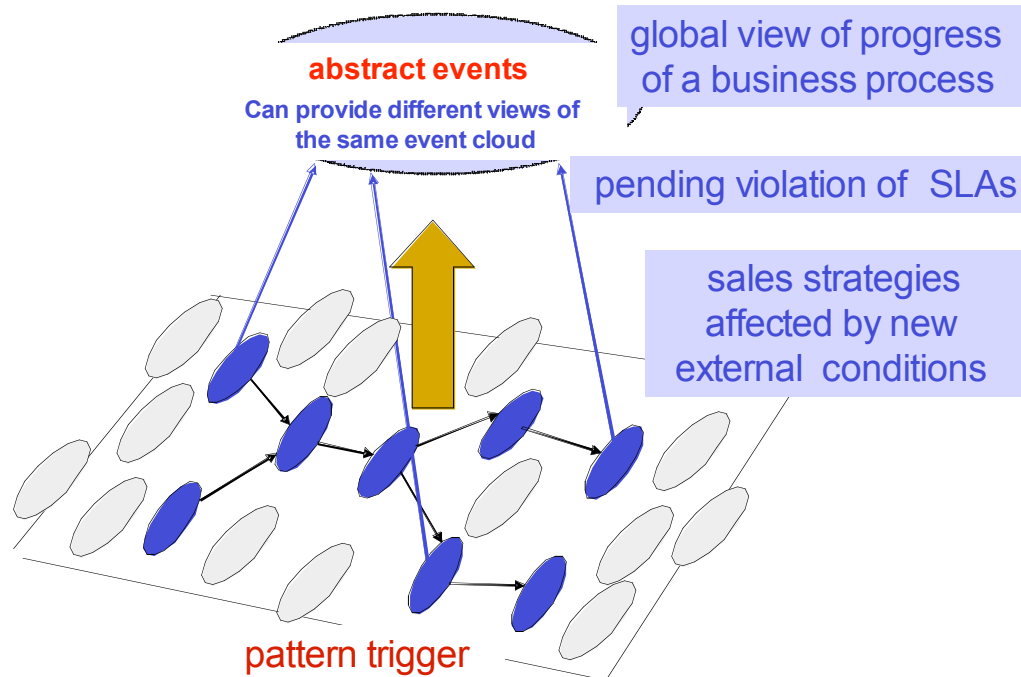 abstract events
Can provide different views of
the same event cloud
global view of progress
of a business process
pending violation of SLAs
sales strategies
affected by new
external conditions
pattern trigger